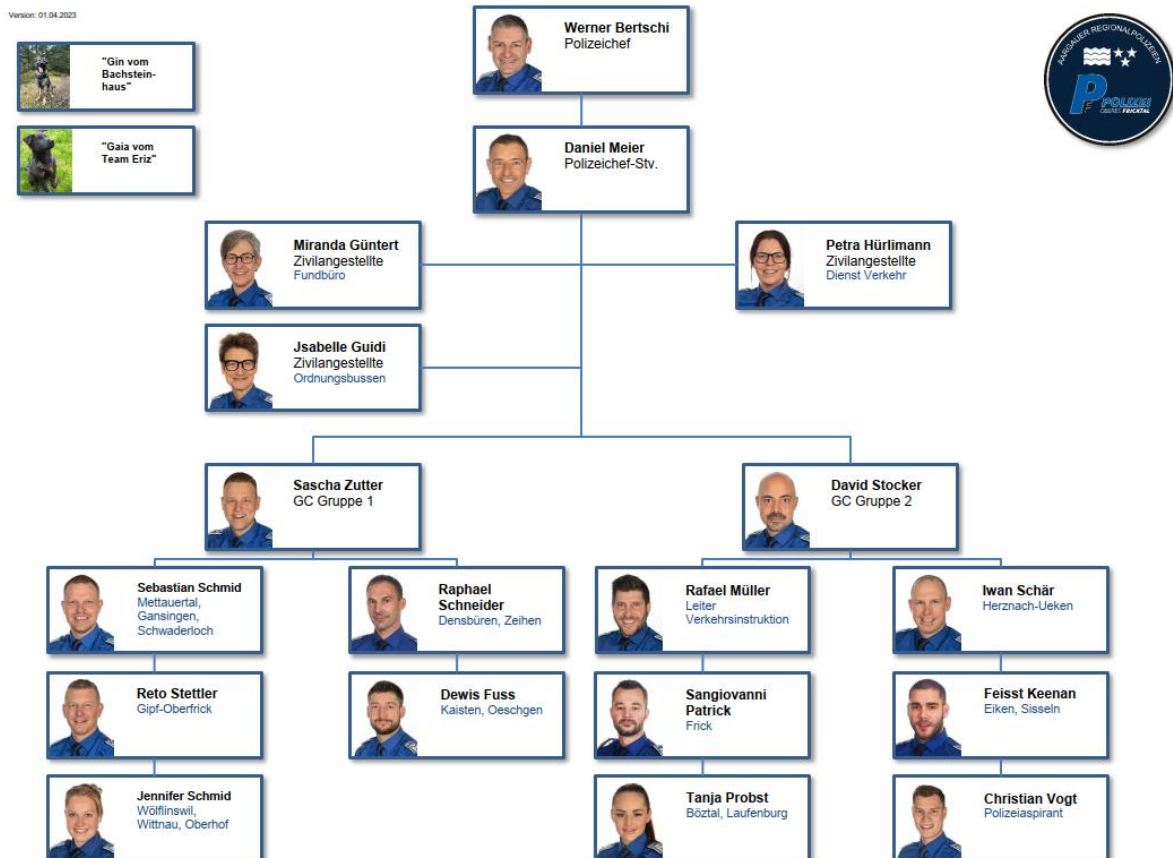 Version: 01.04.2023
"Gin vom
Bachstein-
haus"
"Gaia vom
Team Eriz"
Werner Bertschi
Polizeichef
AARGAUER REGIONALPOLIZEIEN
POLIZEI
OBERES FRICKTAL
Daniel Meier
Polizeichef-Stv.
Miranda Güntert
Zivilangestellte
Fundbüro
Petra Hürlimann
Zivilangestellte
Dienst Verkehr
Jsabelle Guidi
Zivilangestellte
Ordnungsbussen
Sascha Zutter
GC Gruppe 1
David Stocker
GC Gruppe 2
Sebastian Schmid
Mettauertal,
Gansingen,
Schwaderloch
Raphael
Schneider
Densbüren, Zeihen
Rafael Müller
Leiter
Verkehrsinstruktion
Iwan Schär
Herznach-Ueken
Reto Stettler
Gipf-Oberfrick
Dewis Fuss
Kaisten, Oeschgen
Sangiovanni
Patrick
Frick
Feisst Keenan
Eiken, Sisseln
Jennifer Schmid
Wölflinswil,
Wittnau, Oberhof
Tanja Probst
Böztal, Laufenburg
Christian Vogt
Polizeiaspirant